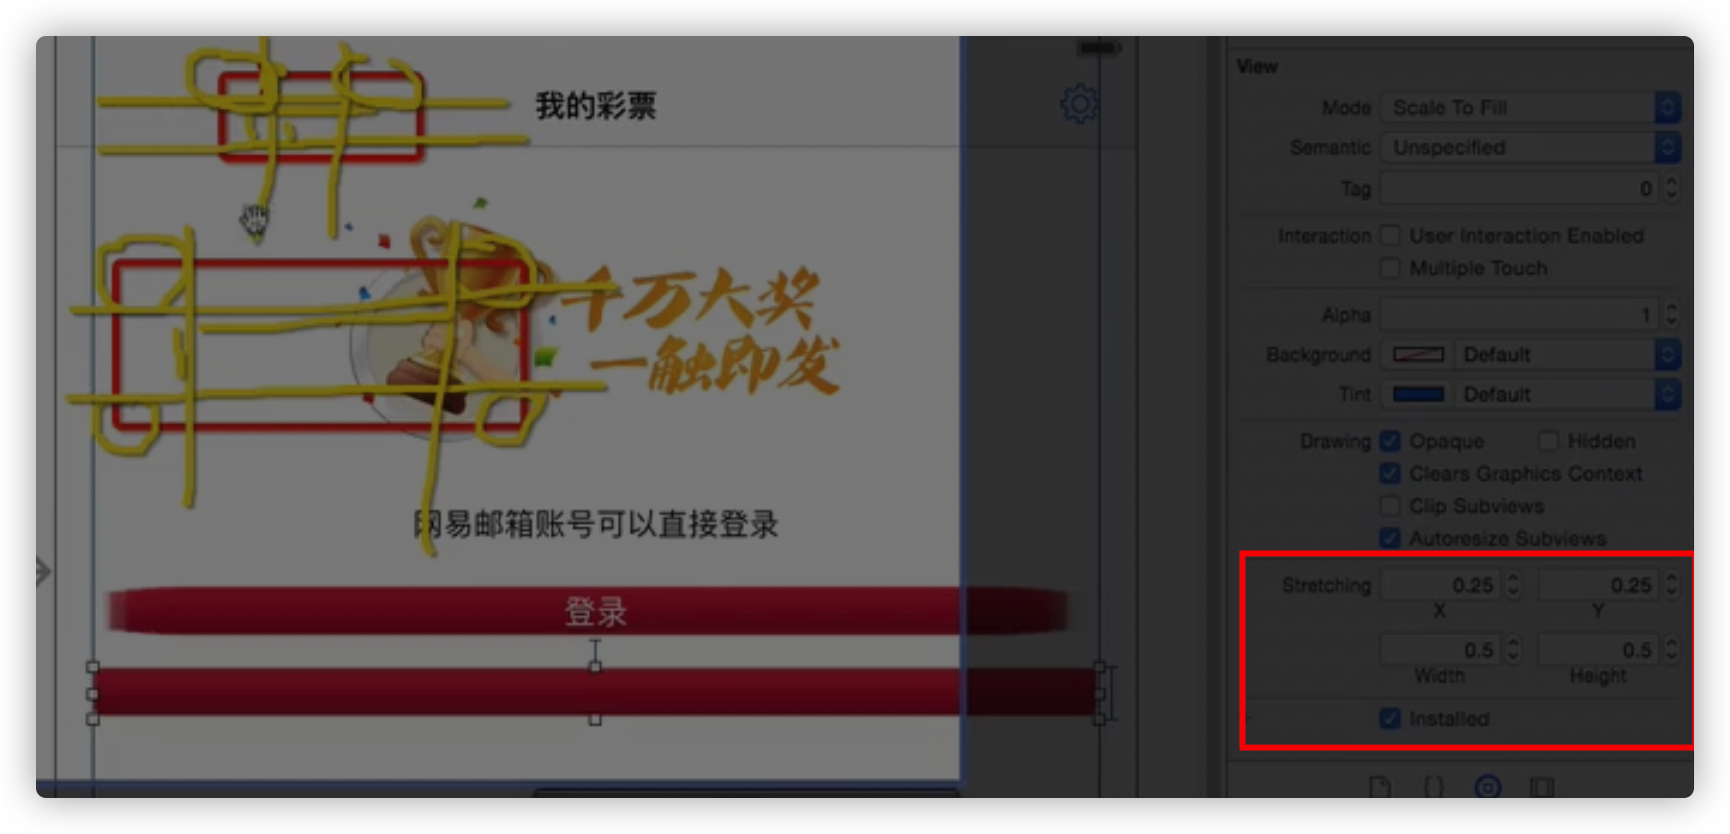 我的彩票
千万大奖
一触即发
网易邮箱账号可以直接登录
登录
View
Mode Scale To Fill
Semantic Unspecified
Tag 0
Interaction User Interaction Enabled
Multiple Touch
Alpha 1
Background Default
Tint Default
Drawing Opaque Hidden
Clears Graphics Context
Clip Subviews
Autoresize Subviews
Stretching 0.25 0.25
X Y
0.5 0.5
Width Height
Installed